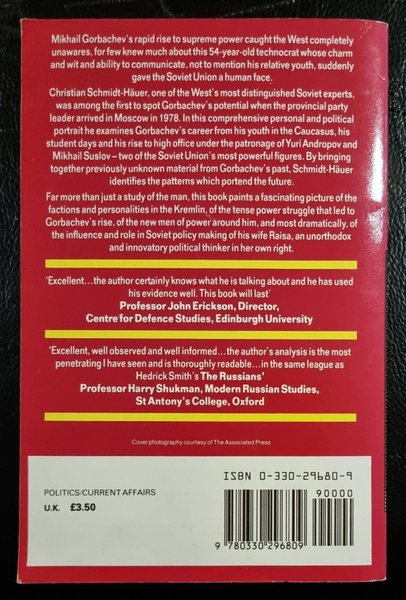 Mikhail Gorbachev's rapid rise to supreme power caught the West completely
unawares, for few knew much about this 54-year-old technocrat whose charm
and wit and ability to communicate, not to mention his relative youth, suddenly
gave the Soviet Union a human face.
Christian Schmidt-Häuer, one of the West's most distinguished Soviet experts,
was among the first to spot Gorbachev's potential when the provincial party
leader arrived in Moscow in 1978. In this comprehensive personal and political
portrait he examines Gorbachev's career from his youth in the Caucasus, his
student days and his rise to high office under the patronage of Yuri Andropov and
Mikhail Suslov – two of the Soviet Union's most powerful figures. By bringing
together previously unknown material from Gorbachev's past, Schmidt-Häuer
identifies the patterns which portend the future.
Far more than just a study of the man, this book paints a fascinating picture of the
factions and personalities in the Kremlin, of the tense power struggle that led to
Gorbachev's rise, of the new men of power around him, and most dramatically, of
the influence and role in Soviet policy making of his wife Raisa, an unorthodox
and innovatory political thinker in her own right.
'Excellent...the author certainly knows what he is talking about and he has used
his evidence well. This book will last'
Professor John Erickson, Director,
Centre for Defence Studies, Edinburgh University
'Excellent, well observed and well informed...the author's analysis is the most
penetrating I have seen and is thoroughly readable...in the same league as
Hedrick Smith's The Russians'
Professor Harry Shukman, Modern Russian Studies,
St Antony's College, Oxford
Cover photography courtesy of The Associated Press
POLITICS/CURRENT AFFAIRS
U.K. £3.50
ISBN 0-330-29680-9
90000
9 780330 296809